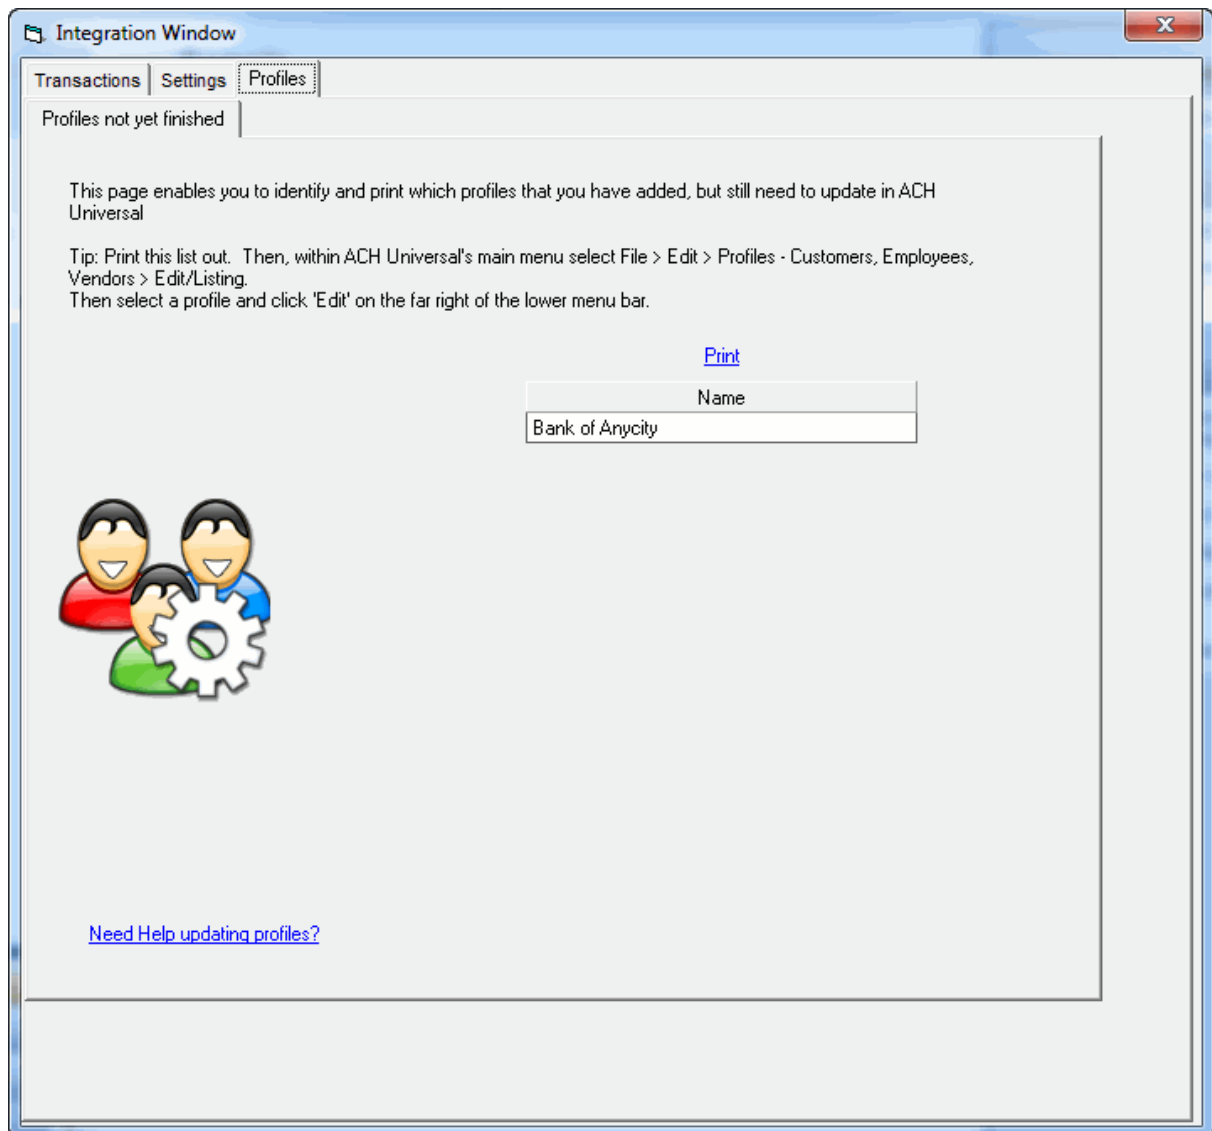 Integration Window
Transactions Settings Profiles
Profiles not yet finished
This page enables you to identify and print which profiles that you have added, but still need to update in ACH
Universal
Tip: Print this list out.  Then, within ACH Universal's main menu select File > Edit > Profiles - Customers, Employees,
Vendors > Edit/Listing.
Then select a profile and click 'Edit' on the far right of the lower menu bar.
Print
Name
Bank of Anycity
Need Help updating profiles?